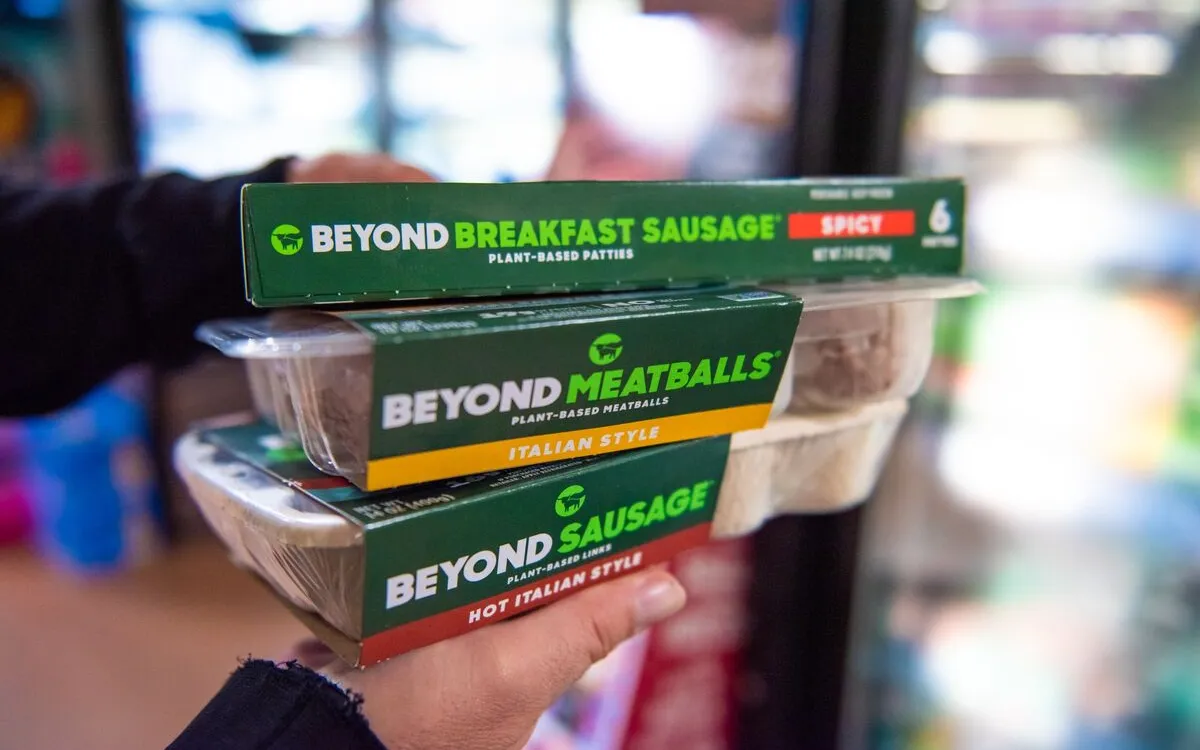 BEYOND BREAKFAST SAUSAGE®
PLANT-BASED PATTIES
SPICY
6
BEYOND MEATBALLS®
PLANT-BASED MEATBALLS
ITALIAN STYLE
BEYOND SAUSAGE®
PLANT-BASED LINKS
HOT ITALIAN STYLE